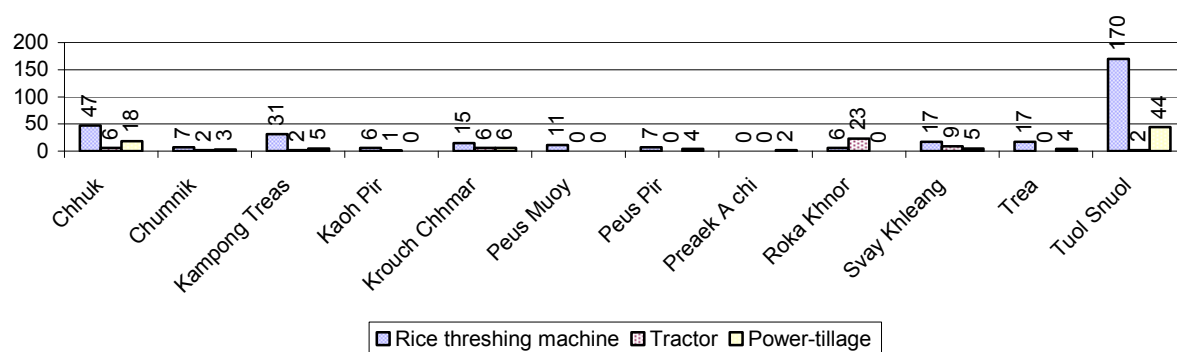 200
150
100
50
0
47 6 18
7 2 3
31 2 5
6 1 0
15 6 6
11 0 0
7 0 4
0 0 2
6 23 0
17 9 5
17 0 4
170 2 44
Chhuk
Chumnik
Kampong Treas
Kaoh Pir
Krouch Chhmar
Peus Muoy
Peus Pir
Preaek A chi
Roka Khnor
Svay Khleang
Trea
Tuol Snuol
Rice threshing machine Tractor Power-tillage